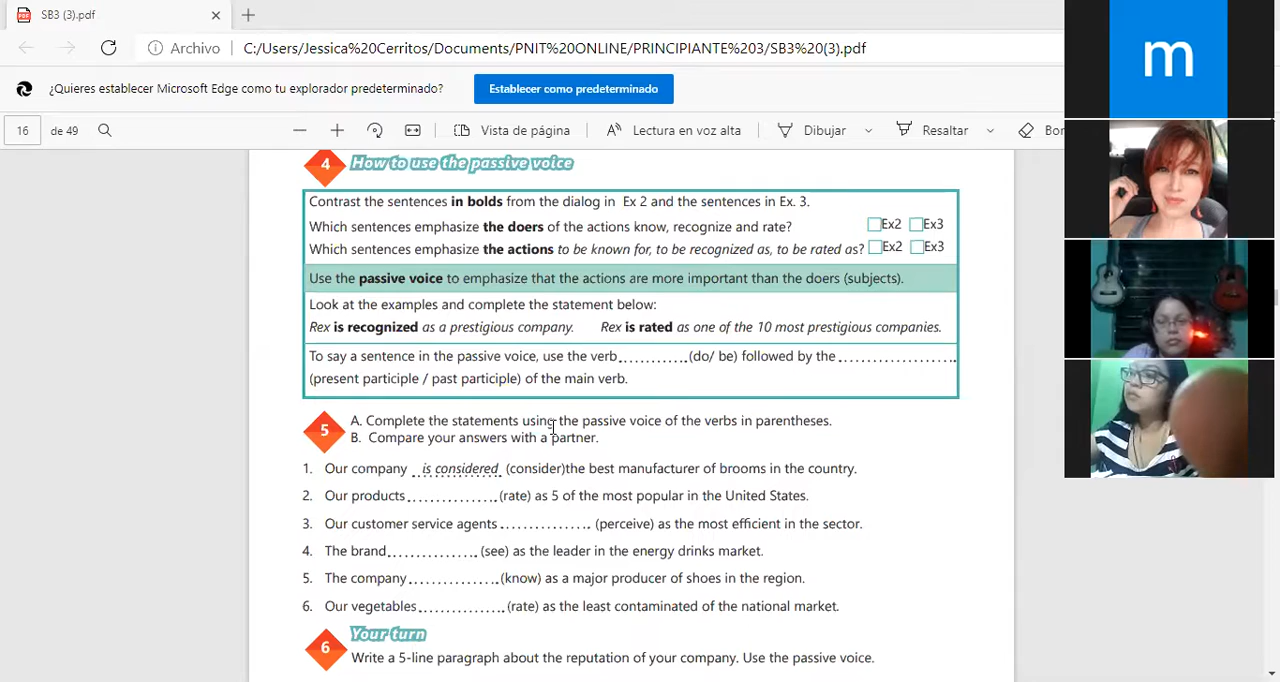 SB3 (3).pdf
Archivo
C:/Users/Jessica%20Cerritos/Documents/PNIT%20ONLINE/PRINCIPIANTE%203/SB3%20(3).pdf
¿Quieres establecer Microsoft Edge como tu explorador predeterminado?
Establecer como predeterminado
16 de 49
Vista de página
Lectura en voz alta
Dibujar
Resaltar
Bor
m
4 How to use the passive voice
Contrast the sentences in bolds from the dialog in Ex 2 and the sentences in Ex. 3.
Which sentences emphasize the doers of the actions know, recognize and rate? Ex2 Ex3
Which sentences emphasize the actions to be known for, to be recognized as, to be rated as? Ex2 Ex3
Use the passive voice to emphasize that the actions are more important than the doers (subjects).
Look at the examples and complete the statement below:
Rex is recognized as a prestigious company. Rex is rated as one of the 10 most prestigious companies.
To say a sentence in the passive voice, use the verb............(do/ be) followed by the ....................
(present participle / past participle) of the main verb.
5 A. Complete the statements using the passive voice of the verbs in parentheses.
B. Compare your answers with a partner.
1. Our company is considered (consider)the best manufacturer of brooms in the country.
2. Our products...............(rate) as 5 of the most popular in the United States.
3. Our customer service agents ............... (perceive) as the most efficient in the sector.
4. The brand............... (see) as the leader in the energy drinks market.
5. The company ...............(know) as a major producer of shoes in the region.
6. Our vegetables ............... (rate) as the least contaminated of the national market.
6 Your turn
Write a 5-line paragraph about the reputation of your company. Use the passive voice.